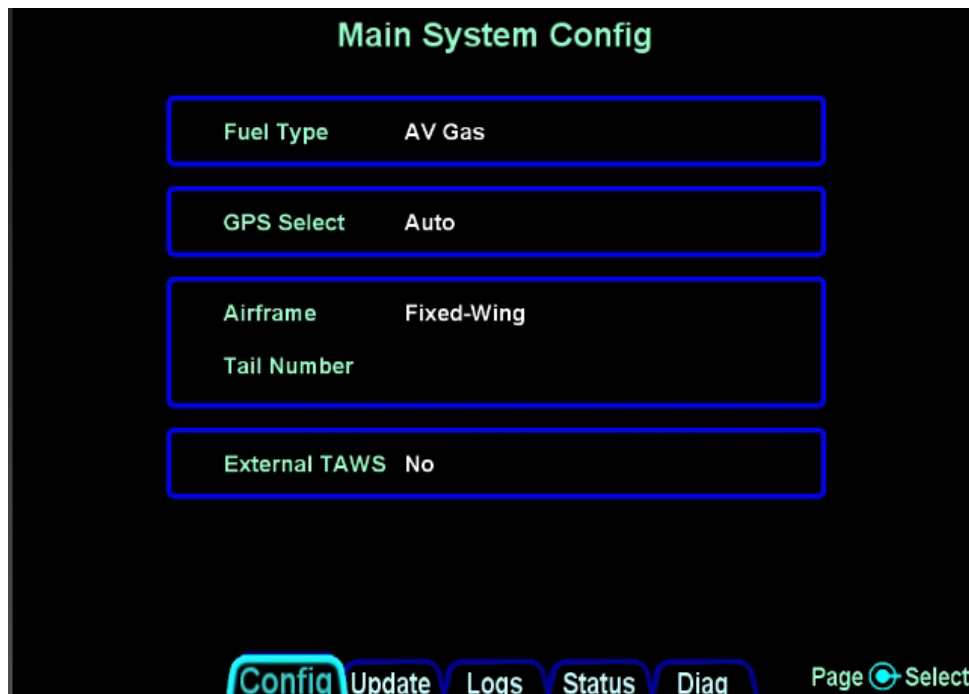 Main System Config
Fuel Type AV Gas
GPS Select Auto
Airframe Fixed-Wing
Tail Number
External TAWS No
Config Update Logs Status Diag Page Select